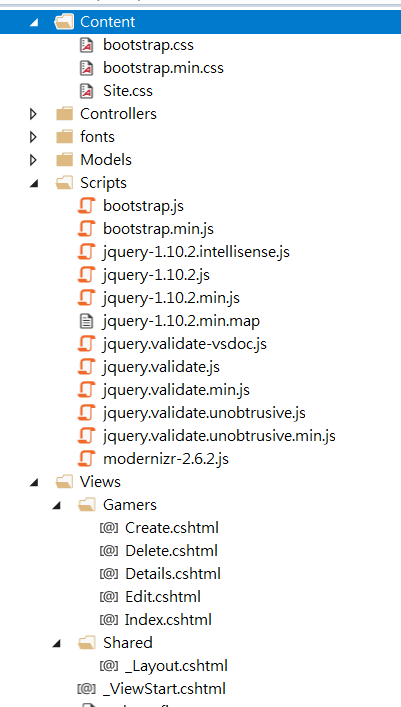 Content
bootstrap.css
bootstrap.min.css
Site.css
Controllers
fonts
Models
Scripts
bootstrap.js
bootstrap.min.js
jquery-1.10.2.intellisense.js
jquery-1.10.2.js
jquery-1.10.2.min.js
jquery-1.10.2.min.map
jquery.validate-vsdoc.js
jquery.validate.js
jquery.validate.min.js
jquery.validate.unobtrusive.js
jquery.validate.unobtrusive.min.js
modernizr-2.6.2.js
Views
Gamers
Create.cshtml
Delete.cshtml
Details.cshtml
Edit.cshtml
Index.cshtml
Shared
_Layout.cshtml
_ViewStart.cshtml